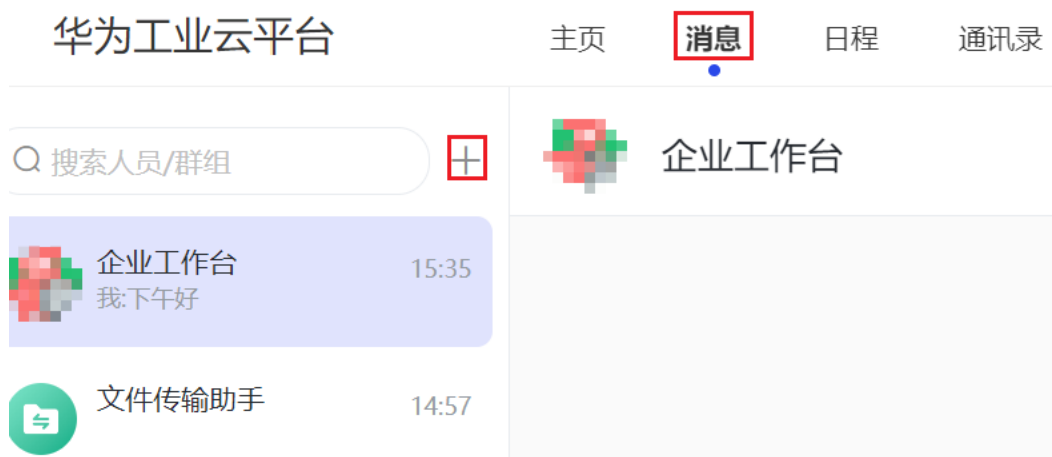 华为工业云平台
主页 消息 日程 通讯录
搜索人员/群组
企业工作台
企业工作台 15:35
我:下午好
文件传输助手 14:57